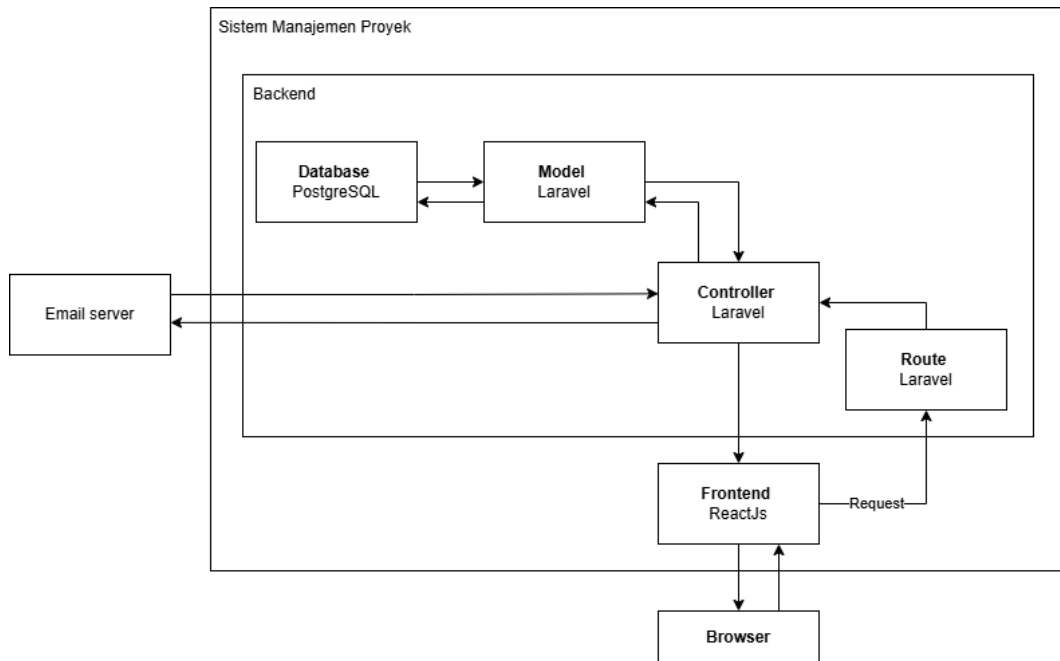 Sistem Manajemen Proyek
Backend
Database
PostgreSQL
Model
Laravel
Email server
Controller
Laravel
Route
Laravel
Frontend
ReactJs
Request
Browser